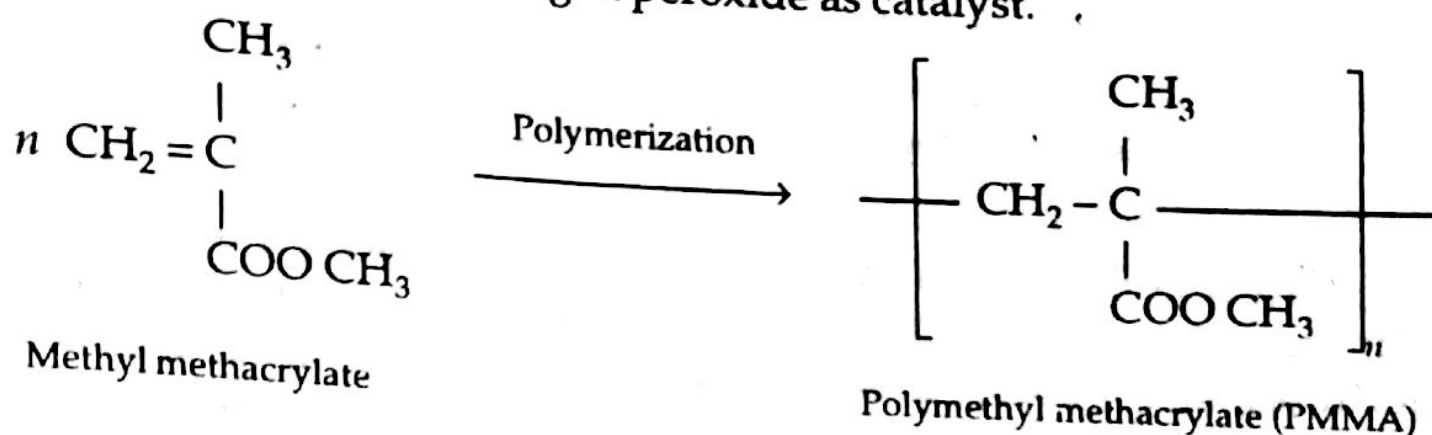 peroxide as catalyst.
CH₃ CH₃
| |
n CH₂ = C Polymerization CH₂ – C
| |
COO CH₃ COO CH₃
n
Methyl methacrylate
Polymethyl methacrylate (PMMA)